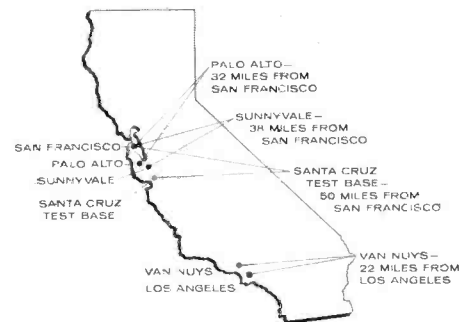 PALO ALTO—
32 MILES FROM
SAN FRANCISCO
SUNNYVALE—
38 MILES FROM
SAN FRANCISCO
SAN FRANCISCO
PALO ALTO
SUNNYVALE
SANTA CRUZ
TEST BASE
SANTA CRUZ
TEST BASE—
50 MILES FROM
SAN FRANCISCO
VAN NUYS
LOS ANGELES
VAN NUYS—
22 MILES FROM
LOS ANGELES